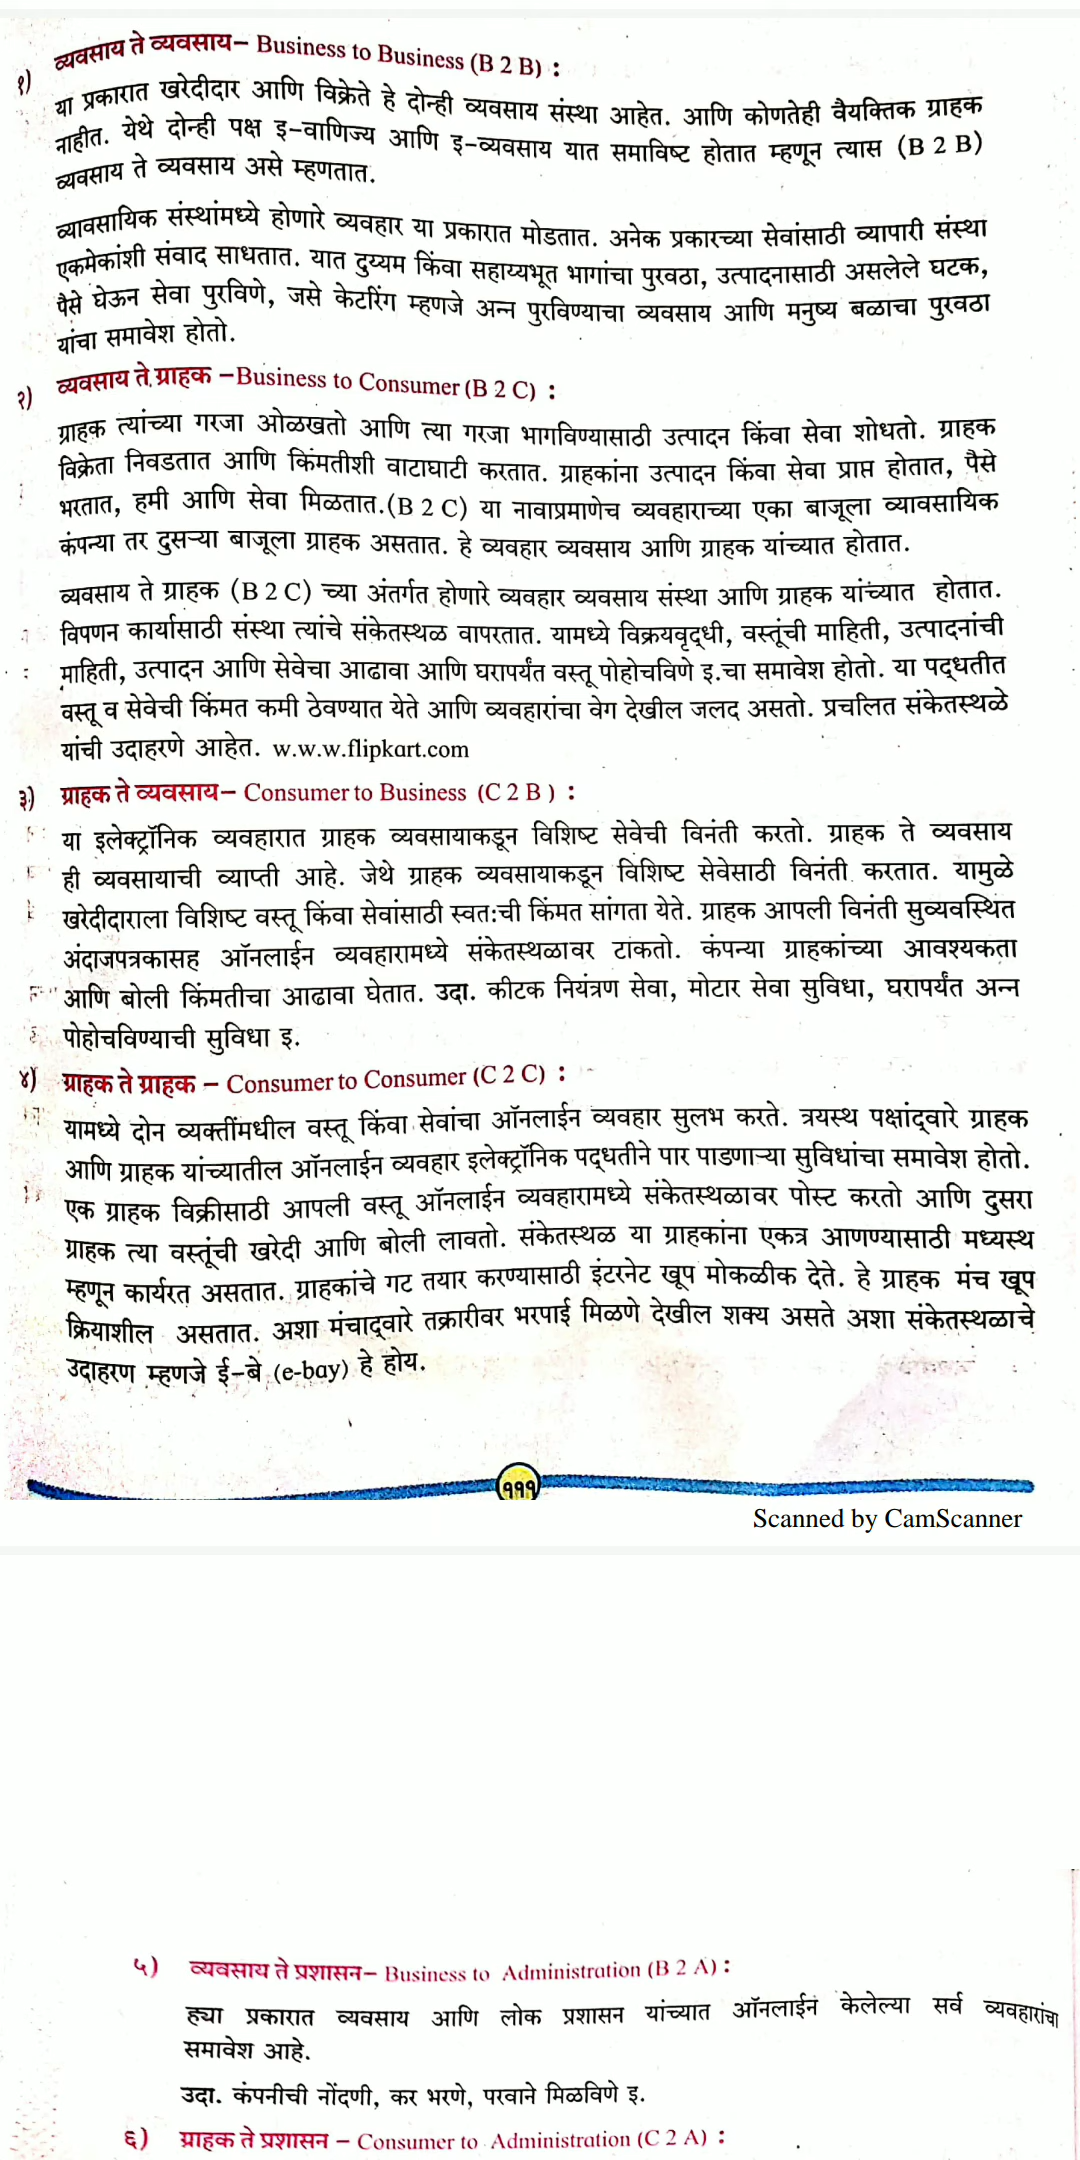 १) व्यवसाय ते व्यवसाय– Business to Business (B 2 B) :
या प्रकारात खरेदीदार आणि विक्रेते हे दोन्ही व्यवसाय संस्था आहेत. आणि कोणतेही वैयक्तिक ग्राहक
नाहीत. येथे दोन्ही पक्ष इ–वाणिज्य आणि इ–व्यवसाय यात समाविष्ट होतात म्हणून त्यास (B 2 B)
व्यवसाय ते व्यवसाय असे म्हणतात.
व्यावसायिक संस्थांमध्ये होणारे व्यवहार या प्रकारात मोडतात. अनेक प्रकारच्या सेवांसाठी व्यापारी संस्था
एकमेकांशी संवाद साधतात. यात दुय्यम किंवा सहाय्यभूत भागांचा पुरवठा, उत्पादनासाठी असलेले घटक,
पैसे घेऊन सेवा पुरविणे, जसे केटरिंग म्हणजे अन्न पुरविण्याचा व्यवसाय आणि मनुष्य बळाचा पुरवठा
यांचा समावेश होतो.
२) व्यवसाय ते ग्राहक –Business to Consumer (B 2 C) :
ग्राहक त्यांच्या गरजा ओळखतो आणि त्या गरजा भागविण्यासाठी उत्पादन किंवा सेवा शोधतो. ग्राहक
विक्रेता निवडतात आणि किंमतीशी वाटाघाटी करतात. ग्राहकांना उत्पादन किंवा सेवा प्राप्त होतात, पैसे
भरतात, हमी आणि सेवा मिळतात.(B 2 C) या नावाप्रमाणेच व्यवहाराच्या एका बाजूला व्यावसायिक
कंपन्या तर दुसऱ्या बाजूला ग्राहक असतात. हे व्यवहार व्यवसाय आणि ग्राहक यांच्यात होतात.
व्यवसाय ते ग्राहक (B 2 C) च्या अंतर्गत होणारे व्यवहार व्यवसाय संस्था आणि ग्राहक यांच्यात होतात.
विपणन कार्यासाठी संस्था त्यांचे संकेतस्थळ वापरतात. यामध्ये विक्रयवृद्धी, वस्तूंची माहिती, उत्पादनांची
माहिती, उत्पादन आणि सेवेचा आढावा आणि घरापर्यंत वस्तू पोहोचविणे इ.चा समावेश होतो. या पद्धतीत
वस्तू व सेवेची किंमत कमी ठेवण्यात येते आणि व्यवहारांचा वेग देखील जलद असतो. प्रचलित संकेतस्थळे
यांची उदाहरणे आहेत. w.w.w.flipkart.com
३) ग्राहक ते व्यवसाय– Consumer to Business (C 2 B ) :
या इलेक्ट्रॉनिक व्यवहारात ग्राहक व्यवसायाकडून विशिष्ट सेवेची विनंती करतो. ग्राहक ते व्यवसाय
ही व्यवसायाची व्याप्ती आहे. जेथे ग्राहक व्यवसायाकडून विशिष्ट सेवेसाठी विनंती करतात. यामुळे
खरेदीदाराला विशिष्ट वस्तू किंवा सेवांसाठी स्वतःची किंमत सांगता येते. ग्राहक आपली विनंती सुव्यवस्थित
अंदाजपत्रकासह ऑनलाईन व्यवहारामध्ये संकेतस्थळावर टाकतो. कंपन्या ग्राहकांच्या आवश्यकता
आणि बोली किंमतीचा आढावा घेतात. उदा. कीटक नियंत्रण सेवा, मोटार सेवा सुविधा, घरापर्यंत अन्न
पोहोचविण्याची सुविधा इ.
४) ग्राहक ते ग्राहक – Consumer to Consumer (C 2 C) :
यामध्ये दोन व्यक्तींमधील वस्तू किंवा सेवांचा ऑनलाईन व्यवहार सुलभ करते. त्रयस्थ पक्षांद्वारे ग्राहक
आणि ग्राहक यांच्यातील ऑनलाईन व्यवहार इलेक्ट्रॉनिक पद्धतीने पार पाडणाऱ्या सुविधांचा समावेश होतो.
एक ग्राहक विक्रीसाठी आपली वस्तू ऑनलाईन व्यवहारामध्ये संकेतस्थळावर पोस्ट करतो आणि दुसरा
ग्राहक त्या वस्तूंची खरेदी आणि बोली लावतो. संकेतस्थळ या ग्राहकांना एकत्र आणण्यासाठी मध्यस्थ
म्हणून कार्यरत असतात. ग्राहकांचे गट तयार करण्यासाठी इंटरनेट खूप मोकळीक देते. हे ग्राहक मंच खूप
क्रियाशील असतात. अशा मंचाद्वारे तक्रारीवर भरपाई मिळणे देखील शक्य असते अशा संकेतस्थळाचे
उदाहरण म्हणजे ई–बे (e-bay) हे होय.
१११
Scanned by CamScanner
५) व्यवसाय ते प्रशासन– Business to Administration (B 2 A) :
ह्या प्रकारात व्यवसाय आणि लोक प्रशासन यांच्यात ऑनलाईन केलेल्या सर्व व्यवहारांचा
समावेश आहे.
उदा. कंपनीची नोंदणी, कर भरणे, परवाने मिळविणे इ.
६) ग्राहक ते प्रशासन – Consumer to Administration (C 2 A) :